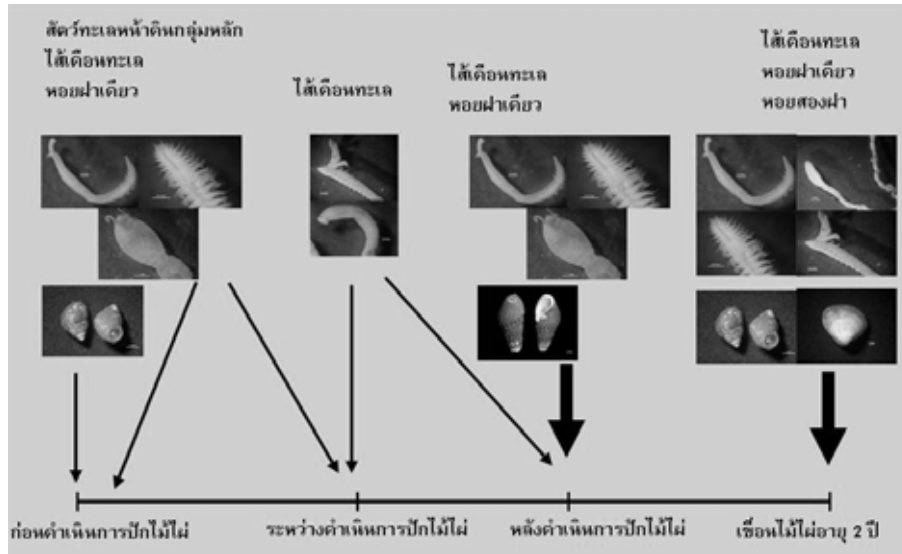 สัตว์ทะเลหน้าดินกลุ่มหลัก
ไส้เดือนทะเล
หอยฝาเดียว
ไส้เดือนทะเล
ไส้เดือนทะเล
หอยฝาเดียว
ไส้เดือนทะเล
หอยฝาเดียว
หอยสองฝา
ก่อนดำเนินการปักไม้ไผ่
ระหว่างดำเนินการปักไม้ไผ่
หลังดำเนินการปักไม้ไผ่
เขื่อนไม้ไผ่อายุ 2 ปี